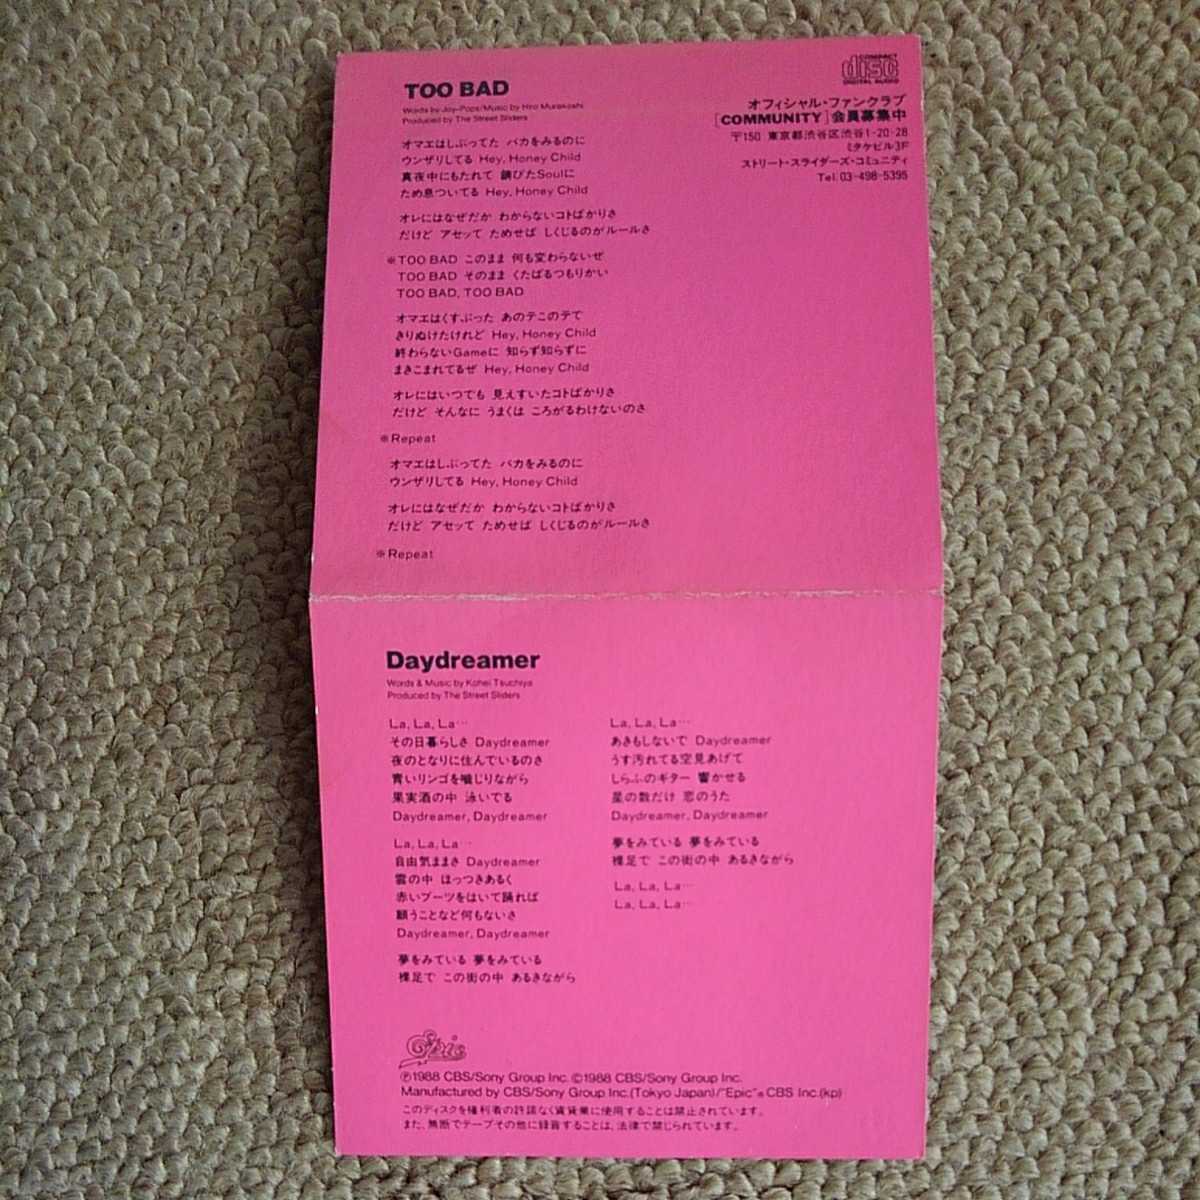 TOO BAD
Words by Joy-Pops/Music by Hiro Murakoshi
Produced by The Street Sliders
COMPACT
disc
DIGITAL AUDIO
オフィシャル・ファンクラブ
[COMMUNITY]会員募集中
〒150 東京都渋谷区渋谷1-20-28
ミタケビル3F
ストリート・スライダーズ・コミュニティ
Tel.03-498-5395
オマエはしぶってた バカをみるのに
ウンザリしてる Hey, Honey Child
真夜中にもたれて 錆びたSoulに
ため息ついてる Hey, Honey Child
オレにはなぜだか わからないコトばかりさ
だけど アセッて ためせば しくじるのがルールさ
※TOO BAD このまま 何も変わらないぜ
TOO BAD そのまま くたばるつもりかい
TOO BAD, TOO BAD
オマエはくすぶった あのテこのテで
きりぬけたけれど Hey, Honey Child
終わらないGameに 知らず知らずに
まきこまれてるぜ Hey, Honey Child
オレにはいつでも 見えすいたコトばかりさ
だけど そんなに うまくは ころがるわけないのさ
※Repeat
オマエはしぶってた バカをみるのに
ウンザリしてる Hey, Honey Child
オレにはなぜだか わからないコトばかりさ
だけど アセッて ためせば しくじるのがルールさ
※Repeat
Daydreamer
Words & Music by Kohei Tsuchiya
Produced by The Street Sliders
La, La, La…
その日暮らしさ Daydreamer
夜のとなりに住んでいるのさ
青いリンゴを噛じりながら
果実酒の中 泳いでる
Daydreamer, Daydreamer
La, La, La…
自由気ままさ Daydreamer
雲の中 ほっつきあるく
赤いブーツをはいて踊れば
願うことなど何もないさ
Daydreamer, Daydreamer
夢をみている 夢をみている
裸足で この街の中 あるきながら
La, La, La…
あきもしないで Daydreamer
うす汚れてる空見あげて
しらふのギター 響かせる
星の数だけ 恋のうた
Daydreamer, Daydreamer
夢をみている 夢をみている
裸足で この街の中 あるきながら
La, La, La…
La, La, La…
Epic
Ⓟ1988 CBS/Sony Group Inc. ©1988 CBS/Sony Group Inc.
Manufactured by CBS/Sony Group Inc.(Tokyo Japan)/"Epic"® CBS Inc.(kp)
このディスクを権利者の許諾なく賃貸業に使用することは禁止されています。
また、無断でテープその他に録音することは、法律で禁じられています。